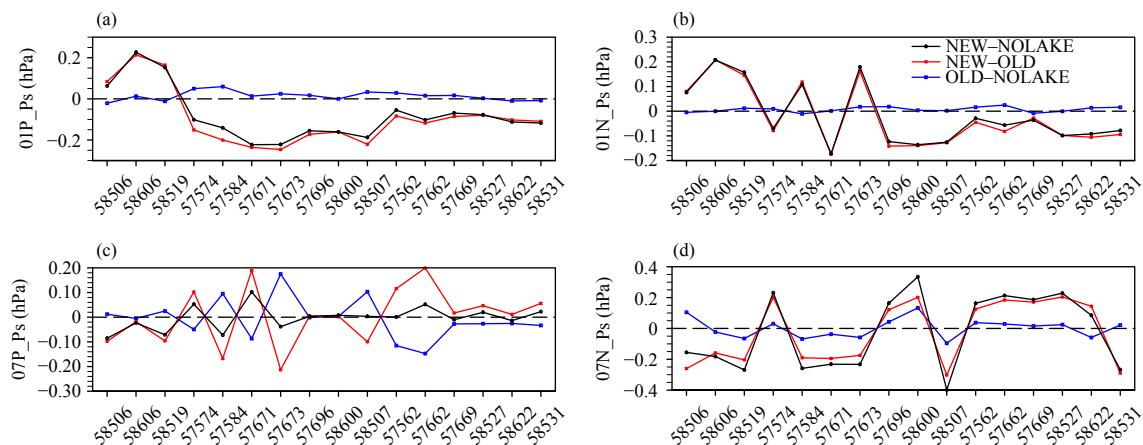 (a)
01P_Ps (hPa)
0.2
0
−0.2
58506 58606 58519 57574 57584 57671 57673 57696 58600 58507 57562 57662 57669 58527 58622 58531
(b)
01N_Ps (hPa)
0.3
0.2
0.1
0
−0.1
−0.2
NEW–NOLAKE
NEW–OLD
OLD–NOLAKE
58506 58606 58519 57574 57584 57671 57673 57696 58600 58507 57562 57662 57669 58527 58622 58531
(c)
07P_Ps (hPa)
0.20
0.10
0
−0.10
−0.20
−0.30
58506 58606 58519 57574 57584 57671 57673 57696 58600 58507 57562 57662 57669 58527 58622 58531
(d)
07N_Ps (hPa)
0.4
0.2
0
−0.2
−0.4
58506 58606 58519 57574 57584 57671 57673 57696 58600 58507 57562 57662 57669 58527 58622 58531